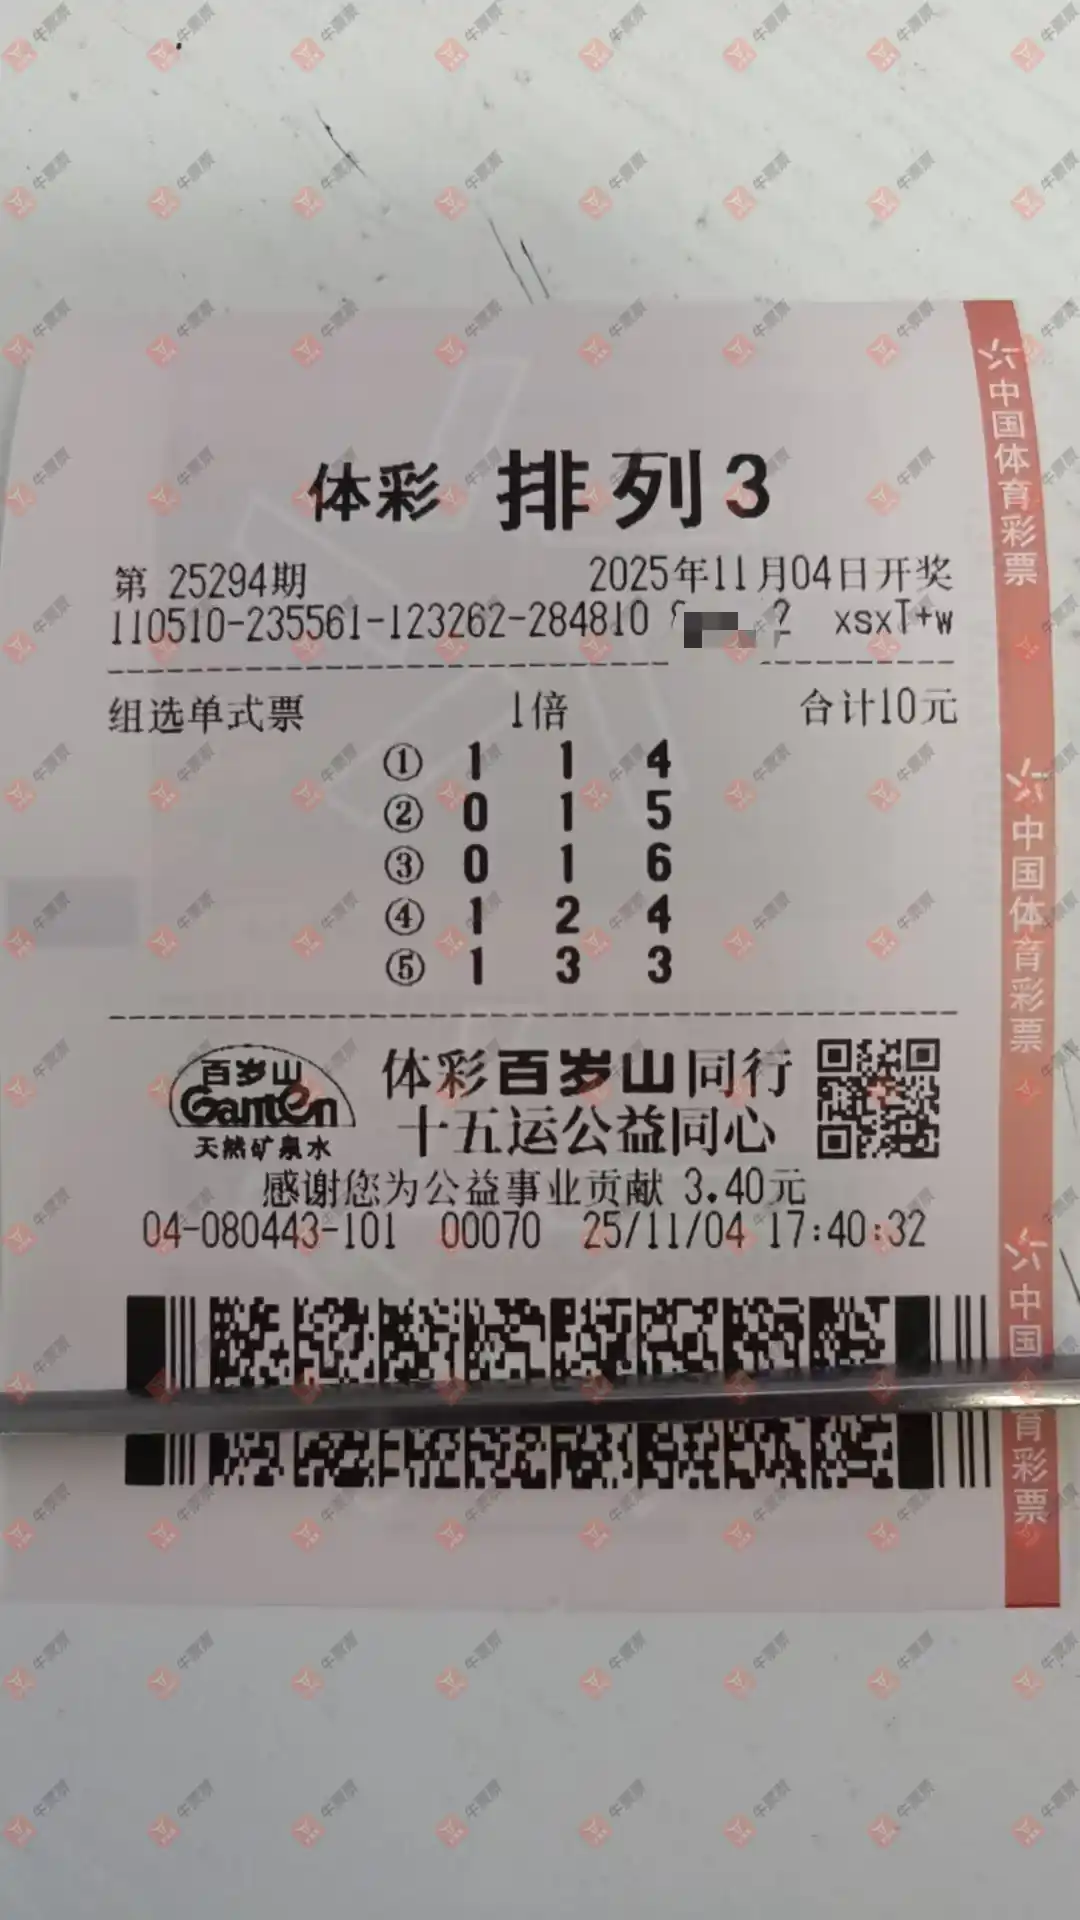 体彩 排列3
第 25294期 2025年11月04日开奖
110510-235561-123262-284810 xsxT+w
组选单式票 1倍 合计10元
① 1 1 4
② 0 1 5
③ 0 1 6
④ 1 2 4
⑤ 1 3 3
百岁山
Ganten
天然矿泉水
体彩百岁山同行
十五运公益同心
感谢您为公益事业贡献 3.40元
04-080443-101 00070 25/11/04 17:40:32
中国体育彩票
中国体育彩票
中国体育彩票
牛票票